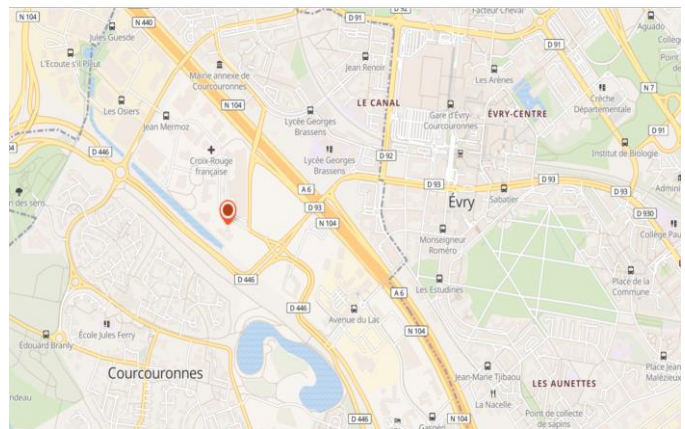 N 104
N 440
D 91
D 92
Facteur Cheval
D 91
Aguado
Jules Guesde
L'Ecoute s'il Pleut
Mairie annexe de
Courcouronnes
Jean Renoir
D 91
Les Arènes
N 7
Les Osiers
N 104
LE CANAL
Crèche
Départementale
Jean Mermoz
Lycée Georges
Brassens
Gare d'Évry
Courcouronnes
ÉVRY-CENTRE
D 91
D 446
Croix-Rouge
française
Lycée Georges
Brassens
D 92
Institut de Biologie
A 6
D 93
D 93
D 93
D 93
Évry
Sabatier
N 104
D 930
Monseigneur
Roméro
D 446
Les Estudines
Place de la
Commune
A 6
D 446
École Jules Ferry
Avenue du Lac
N 104
Édouard Branly
Courcouronnes
Jean-Marie Tjibaou
LES AUNETTES
Place Jean
Malézieux
La Nacelle
Point de collecte
de sapins
D 446
N 104